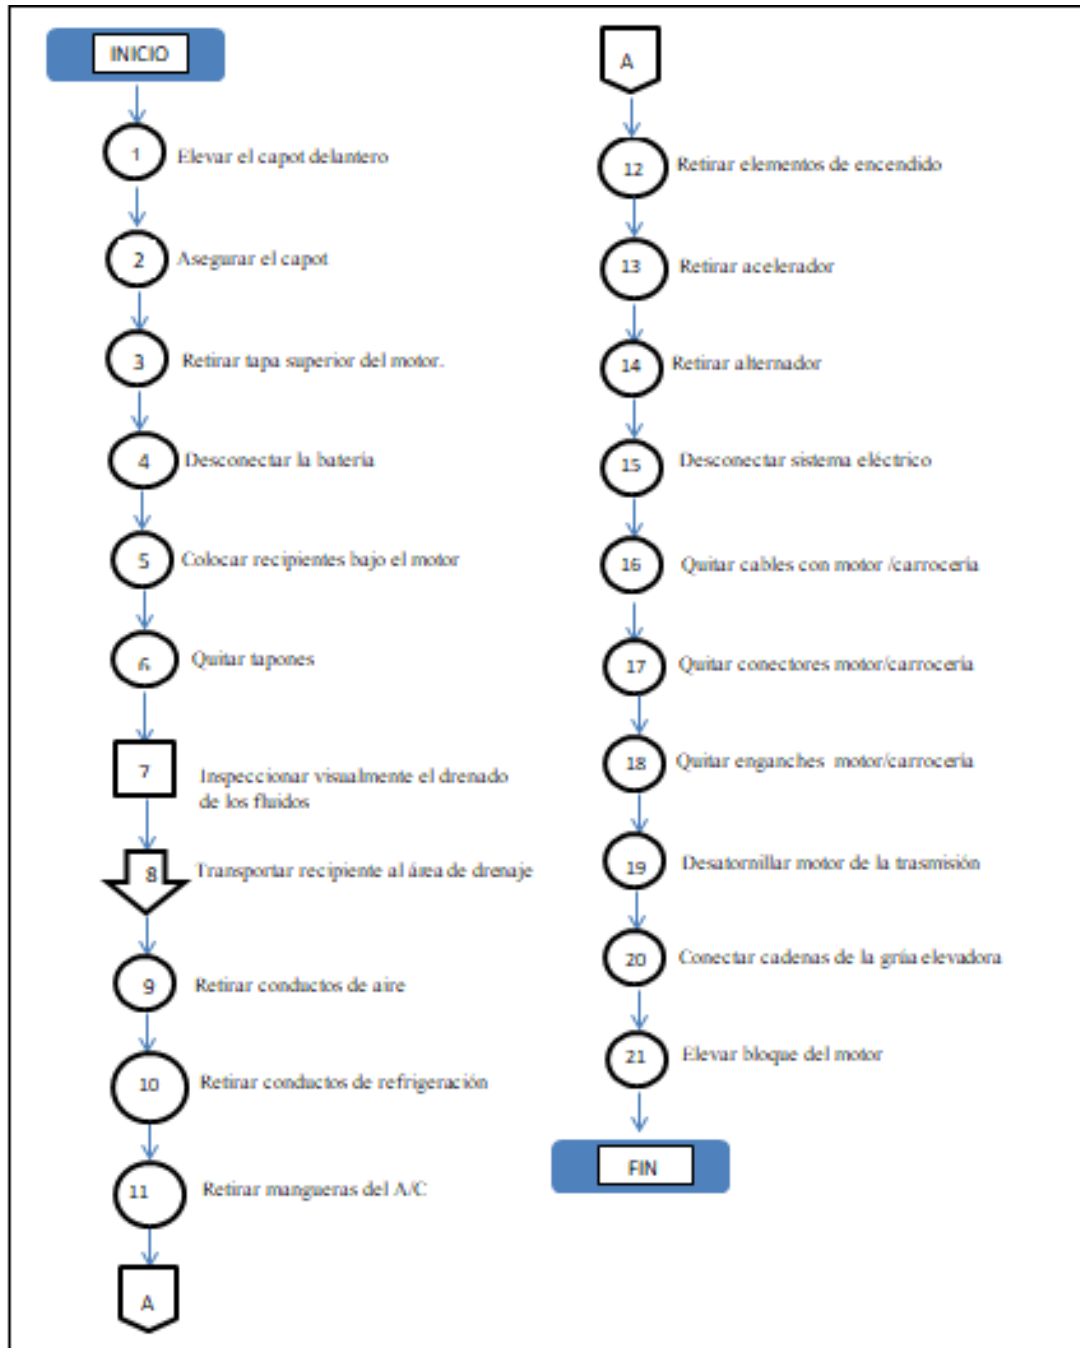 INICIO
1 Elevar el capot delantero
2 Asegurar el capot
3 Retirar tapa superior del motor.
4 Desconectar la batería
5 Colocar recipientes bajo el motor
6 Quitar tapones
7 Inspeccionar visualmente el drenado
de los fluidos
8 Transportar recipiente al área de drenaje
9 Retirar conductos de aire
10 Retirar conductos de refrigeración
11 Retirar mangueras del A/C
A
A
12 Retirar elementos de encendido
13 Retirar acelerador
14 Retirar alternador
15 Desconectar sistema eléctrico
16 Quitar cables con motor /carrocería
17 Quitar conectores motor/carrocería
18 Quitar enganches motor/carrocería
19 Desatornillar motor de la trasmisión
20 Conectar cadenas de la grúa elevadora
21 Elevar bloque del motor
FIN